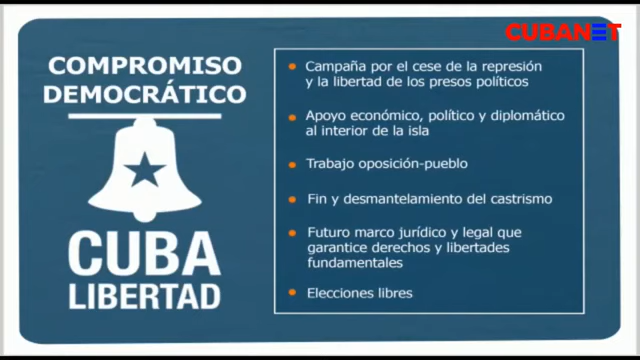 CUBANET
COMPROMISO
DEMOCRÁTICO
CUBA
LIBERTAD
Campaña por el cese de la represión
y la libertad de los presos políticos
Apoyo económico, político y diplomático
al interior de la isla
Trabajo oposición-pueblo
Fin y desmantelamiento del castrismo
Futuro marco jurídico y legal que
garantice derechos y libertades
fundamentales
Elecciones libres